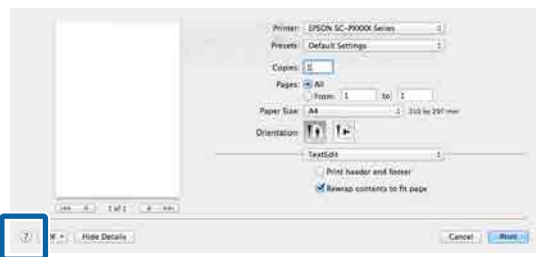 Printer: EPSON SC-PXXXX Series
Presets: Default Settings
Copies: 1
Pages: All
From: 1 to: 1
Paper Size: A4 210 by 297 mm
Orientation:
TextEdit
Print header and footer
Rewrap contents to fit page
1 of 1
? Hide Details Cancel Print